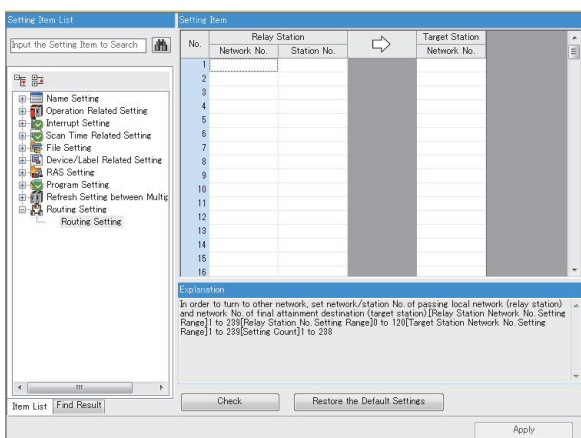 Setting Item List
Setting Item
Input the Setting Item to Search
Name Setting
Operation Related Setting
Interrupt Setting
Scan Time Related Setting
File Setting
Device/Label Related Setting
RAS Setting
Program Setting
Refresh Setting between Multip
Routing Setting
Routing Setting
No. Relay Station Target Station
Network No. Station No. Network No.
1
2
3
4
5
6
7
8
9
10
11
12
13
14
15
16
Explanation
In order to turn to other network, set network/station No. of passing local network (relay station)
and network No. of final attainment destination (target station).[Relay Station Network No. Setting
Range]1 to 239[Relay Station No. Setting Range]0 to 120[Target Station Network No. Setting
Range]1 to 239[Setting Count]1 to 238
Item List Find Result
Check Restore the Default Settings
Apply